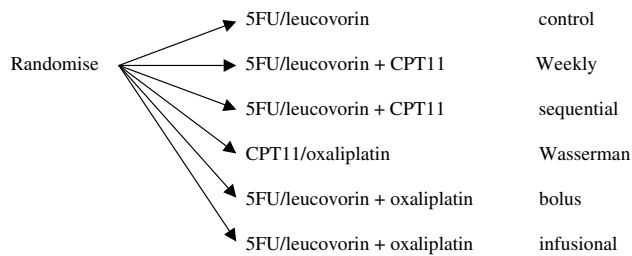 5FU/leucovorin control
Randomise 5FU/leucovorin + CPT11 Weekly
5FU/leucovorin + CPT11 sequential
CPT11/oxaliplatin Wasserman
5FU/leucovorin + oxaliplatin bolus
5FU/leucovorin + oxaliplatin infusional